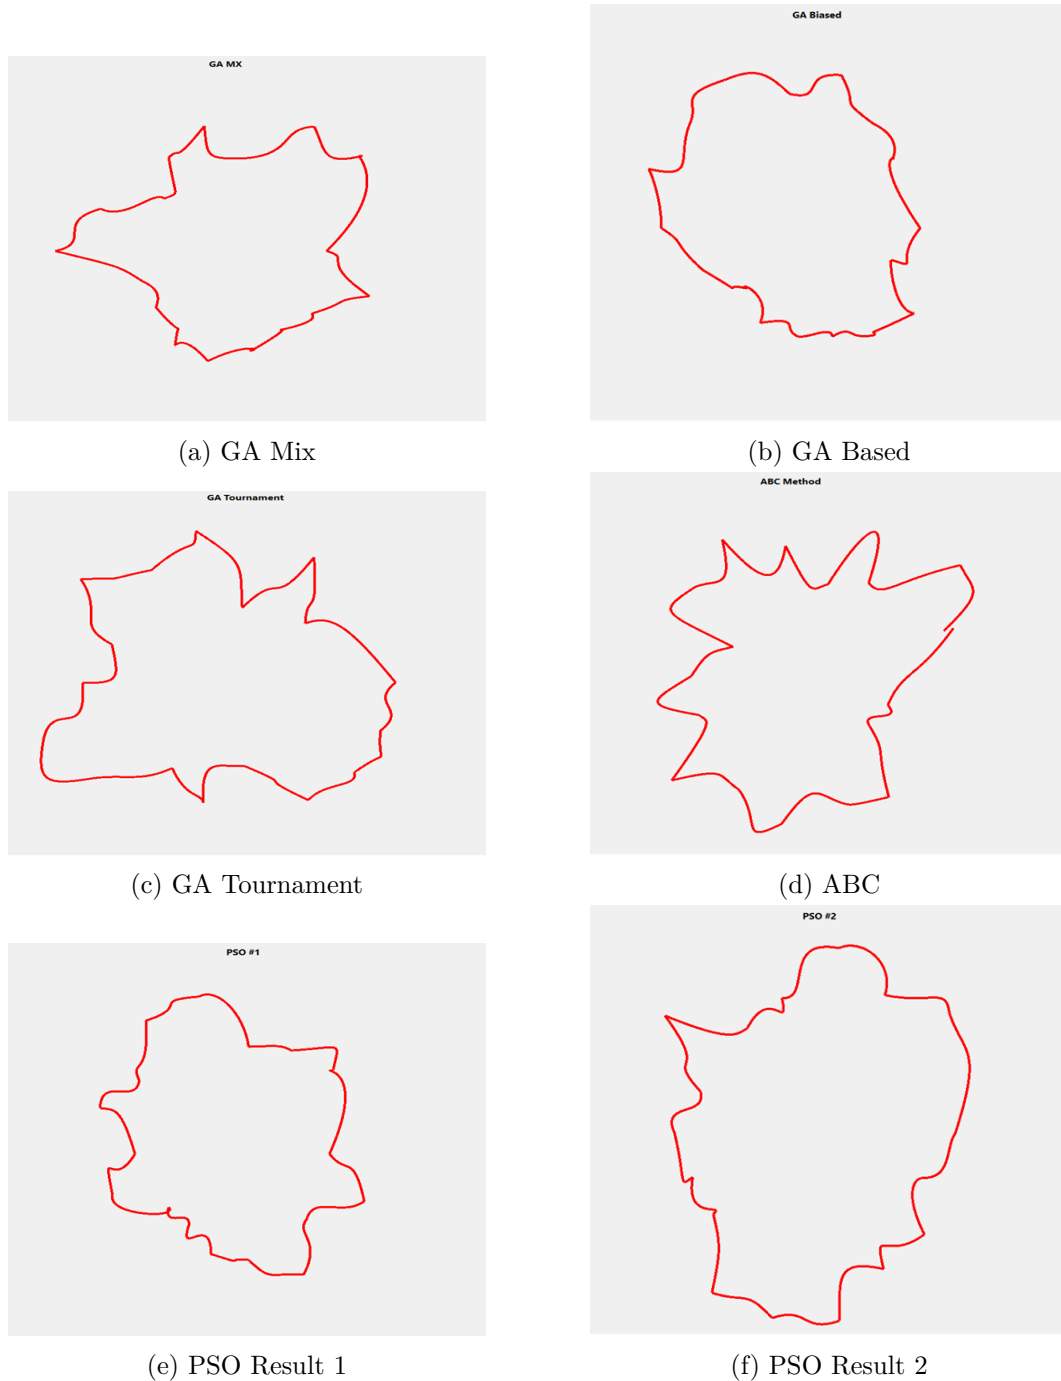 GA MX
GA Biased
(a) GA Mix
(b) GA Based
GA Tournament
ABC Method
(c) GA Tournament
(d) ABC
PSO #1
PSO #2
(e) PSO Result 1
(f) PSO Result 2